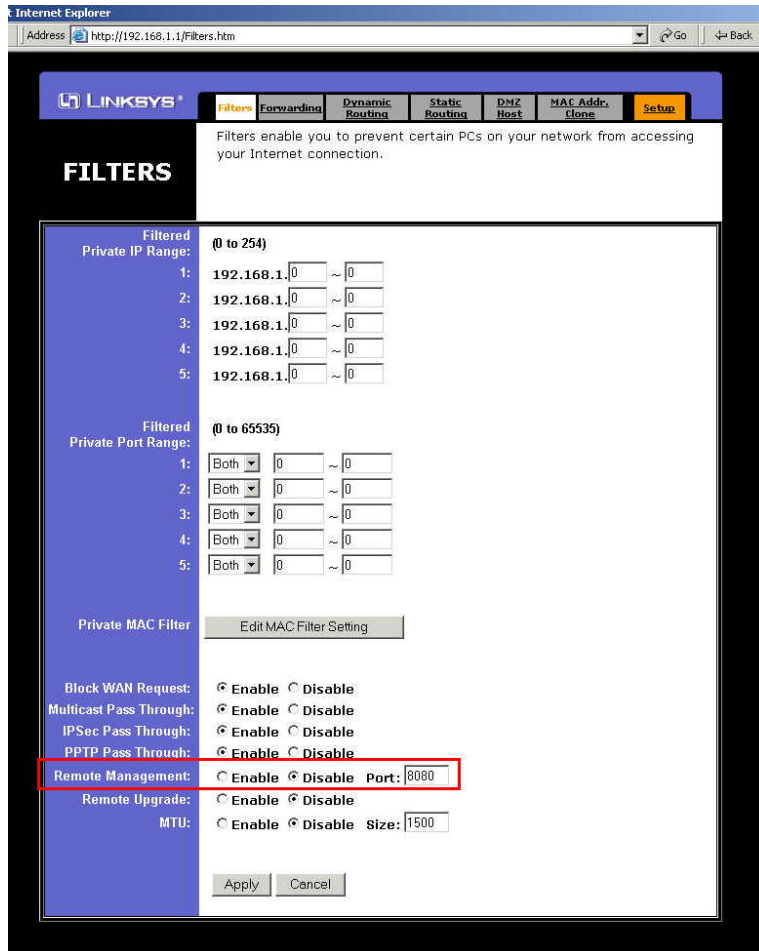 t Internet Explorer
Address http://192.168.1.1/Filters.htm Go Back
LINKSYS®
Filters Forwarding Dynamic Routing Static Routing DMZ Host MAC Addr. Clone Setup
FILTERS
Filters enable you to prevent certain PCs on your network from accessing
your Internet connection.
Filtered
Private IP Range: (0 to 254)
1: 192.168.1.0 ~ 0
2: 192.168.1.0 ~ 0
3: 192.168.1.0 ~ 0
4: 192.168.1.0 ~ 0
5: 192.168.1.0 ~ 0
Filtered
Private Port Range: (0 to 65535)
1: Both 0 ~ 0
2: Both 0 ~ 0
3: Both 0 ~ 0
4: Both 0 ~ 0
5: Both 0 ~ 0
Private MAC Filter Edit MAC Filter Setting
Block WAN Request: Enable Disable
Multicast Pass Through: Enable Disable
IPSec Pass Through: Enable Disable
PPTP Pass Through: Enable Disable
Remote Management: Enable Disable Port: 8080
Remote Upgrade: Enable Disable
MTU: Enable Disable Size: 1500
Apply Cancel